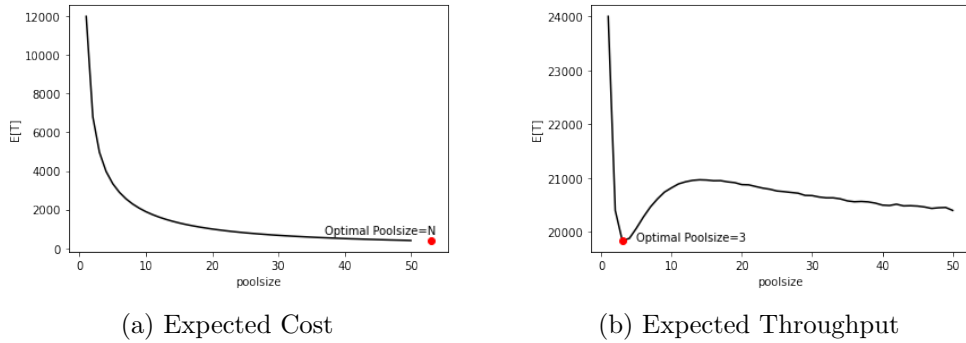 12000
10000
8000
6000
4000
2000
0
E[T]
Optimal Poolsize=N
0 10 20 30 40 50
poolsize
(a) Expected Cost
24000
23000
22000
21000
20000
E[T]
Optimal Poolsize=3
0 10 20 30 40 50
poolsize
(b) Expected Throughput